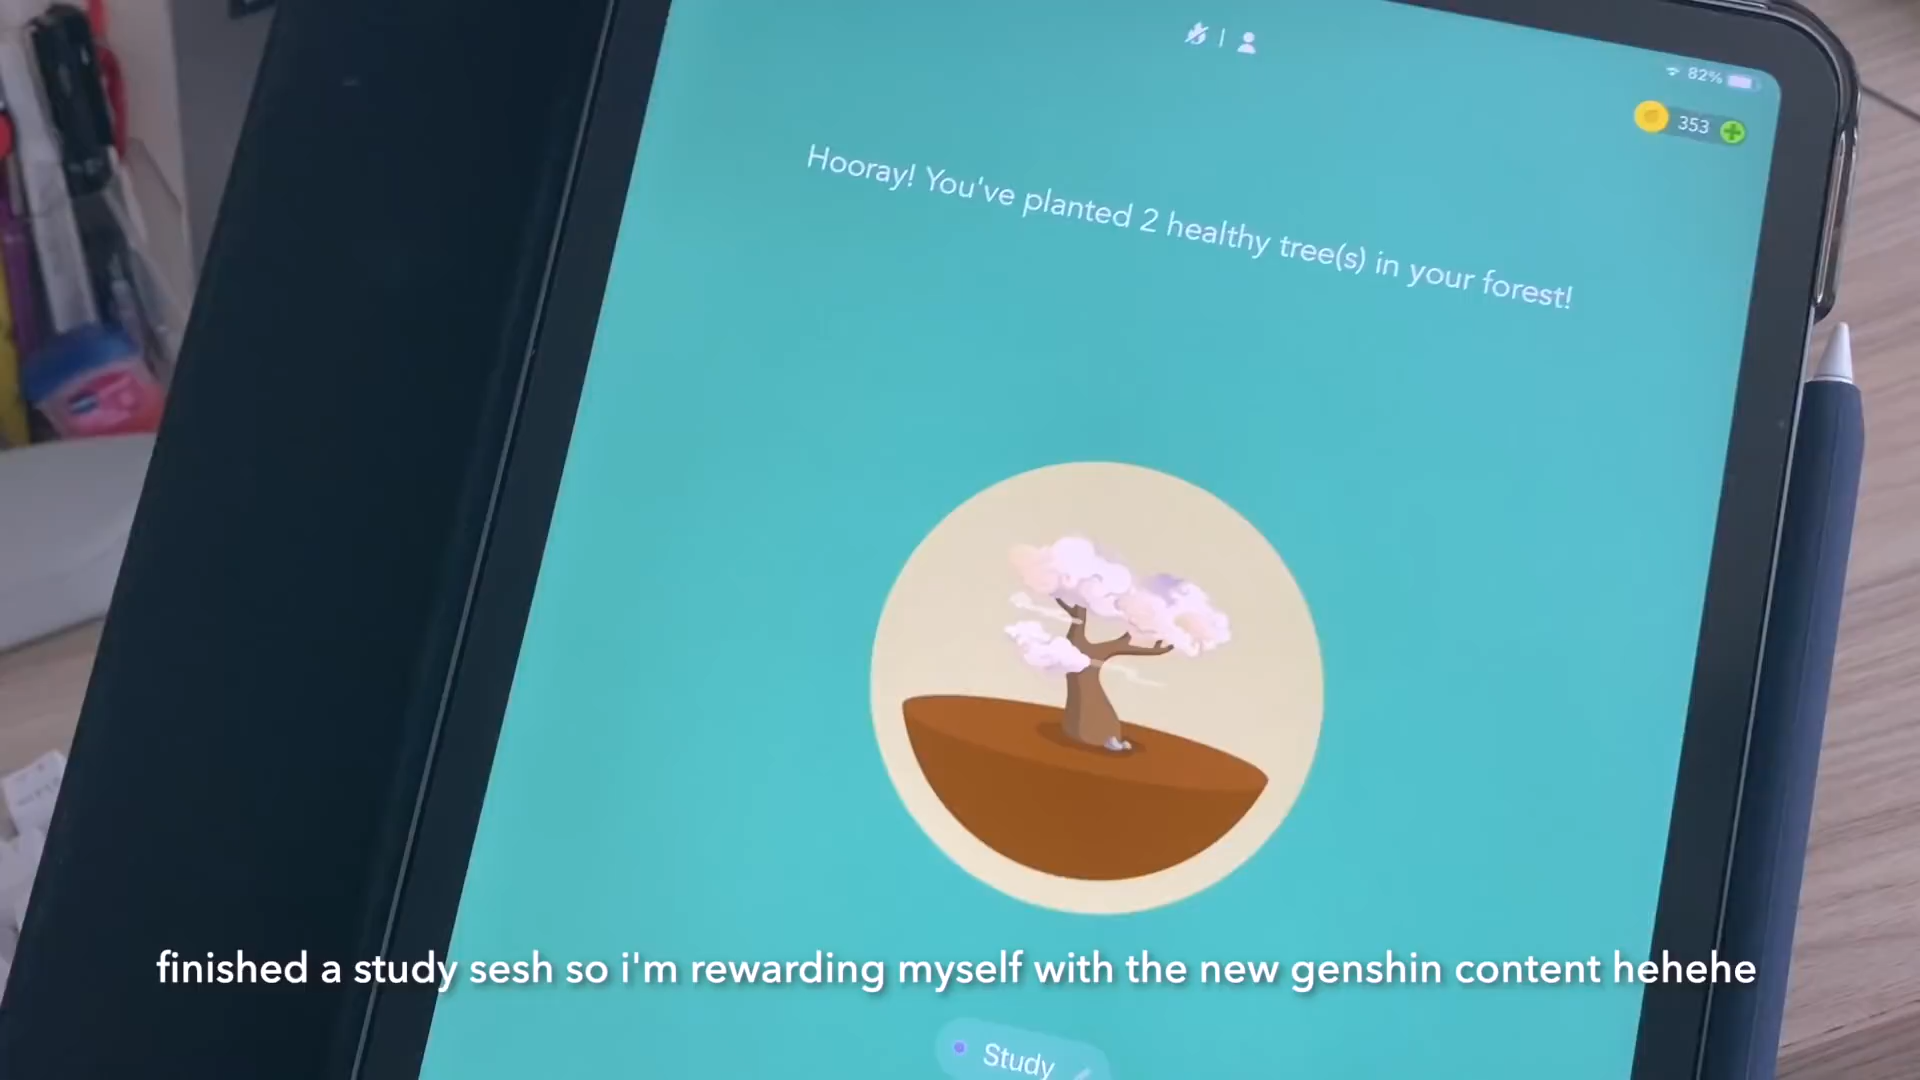 82%
353
Hooray! You've planted 2 healthy tree(s) in your forest!
finished a study sesh so i'm rewarding myself with the new genshin content hehehe
Study